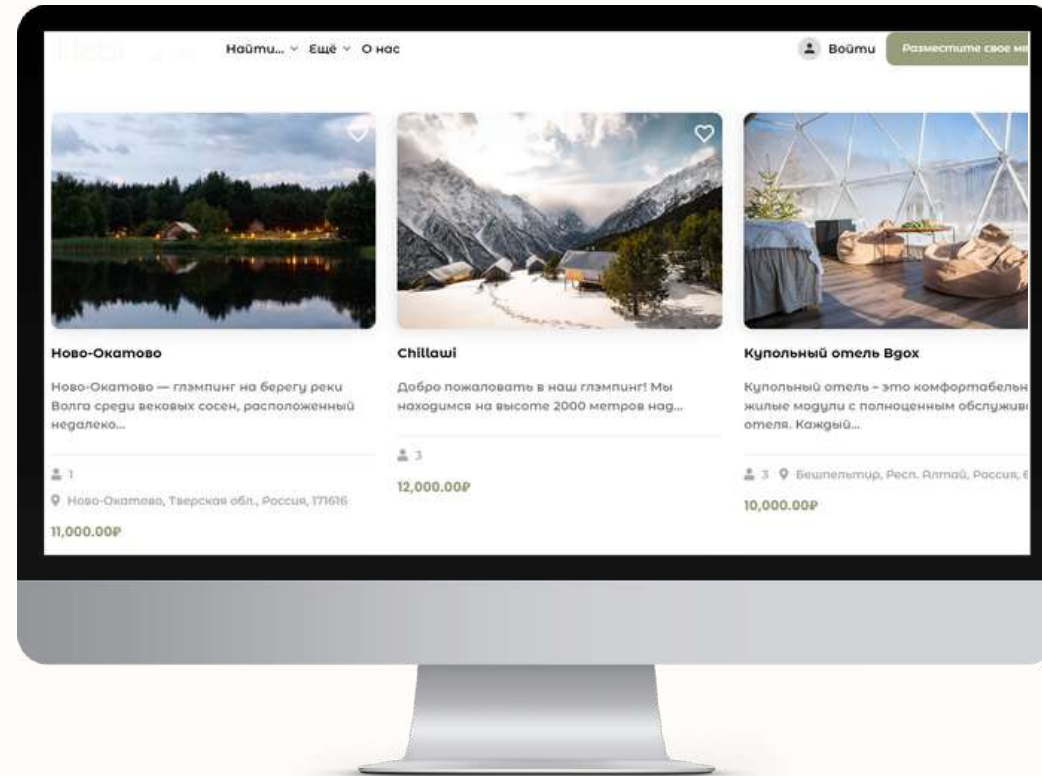 Найти... Ещё О нас
Войти
Разместите свое
Ново-Окатово
Ново-Окатово — глэмпинг на берегу реки
Волга среди вековых сосен, расположенный
недалеко...
1
Ново-Окатово, Тверская обл., Россия, 171616
11,000.00₽
Chillawi
Добро пожаловать в наш глэмпинг! Мы
находимся на высоте 2000 метров над...
3
12,000.00₽
Купольный отель Bgox
Купольный отель – это комфортабельн
жилые модули с полноценным обслужив
отеля. Каждый...
3 Бешпельтир, Респ. Алтай, Россия,
10,000.00₽